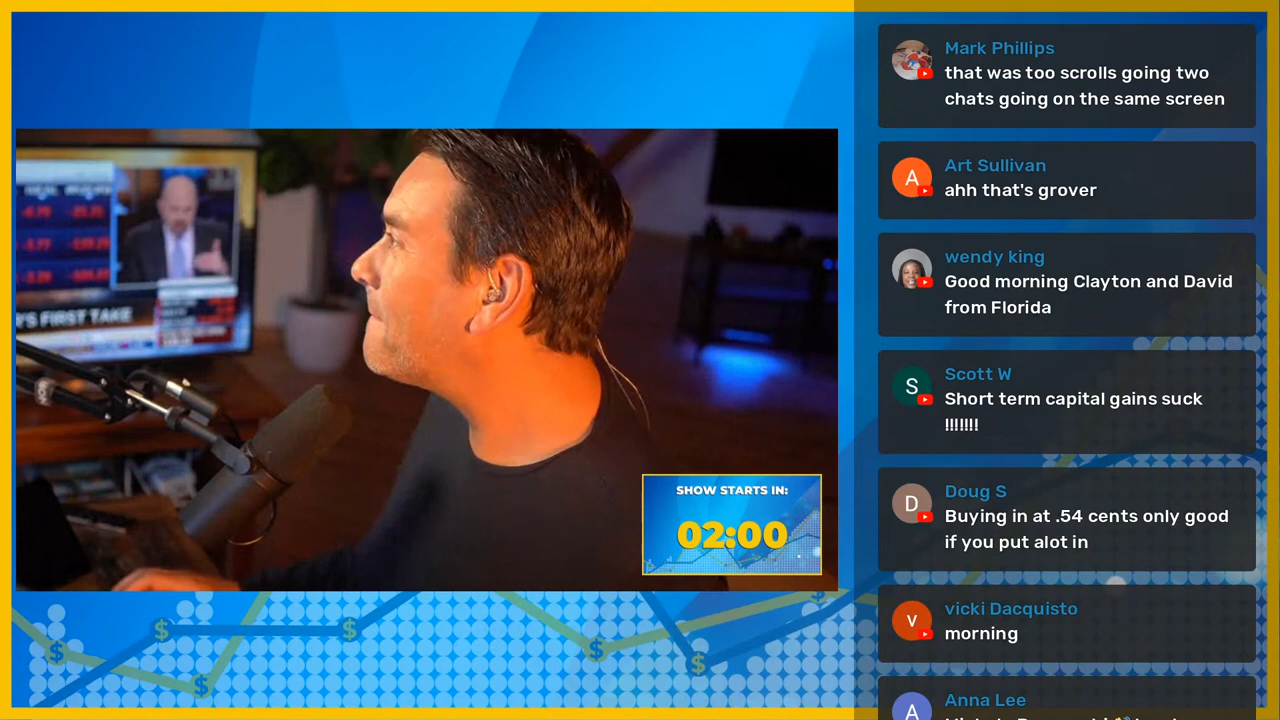 'S FIRST TAKE
SHOW STARTS IN:
02:00
Mark Phillips
that was too scrolls going two
chats going on the same screen
A
Art Sullivan
ahh that's grover
wendy king
Good morning Clayton and David
from Florida
S
Scott W
Short term capital gains suck
!!!!!!!
D
Doug S
Buying in at .54 cents only good
if you put alot in
v
vicki Dacquisto
morning
A
Anna Lee